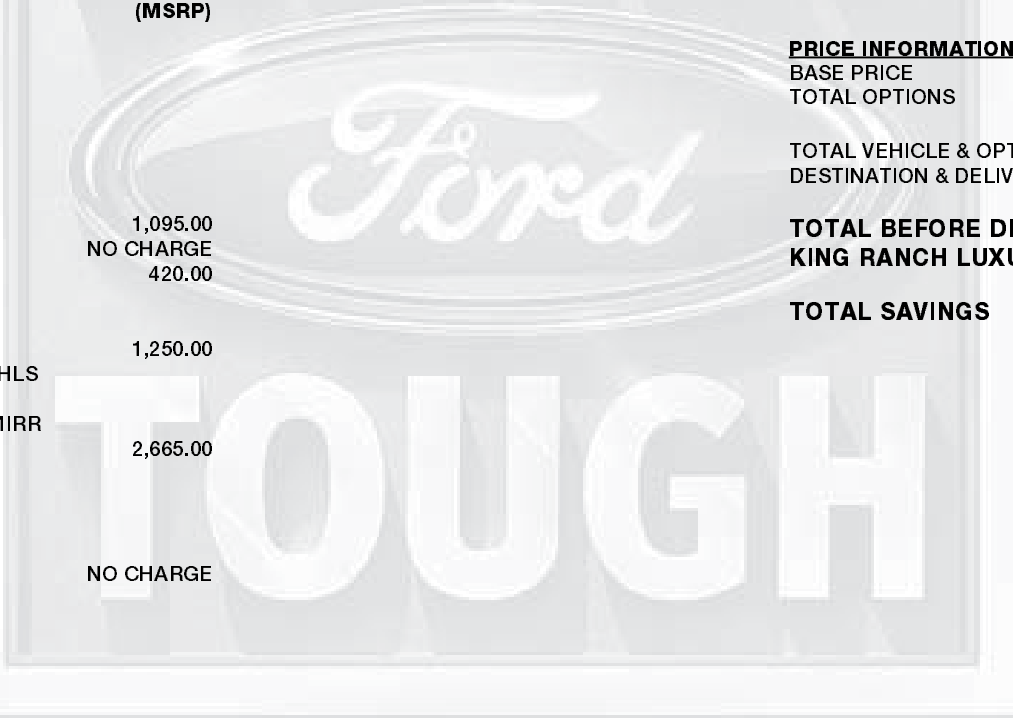 (MSRP)
1,095.00
NO CHARGE
420.00
1,250.00
HLS
MIRR
2,665.00
NO CHARGE
Ford
TOUGH
PRICE INFORMATION
BASE PRICE
TOTAL OPTIONS
TOTAL VEHICLE & OPT
DESTINATION & DELIV
TOTAL BEFORE DI
KING RANCH LUXU
TOTAL SAVINGS